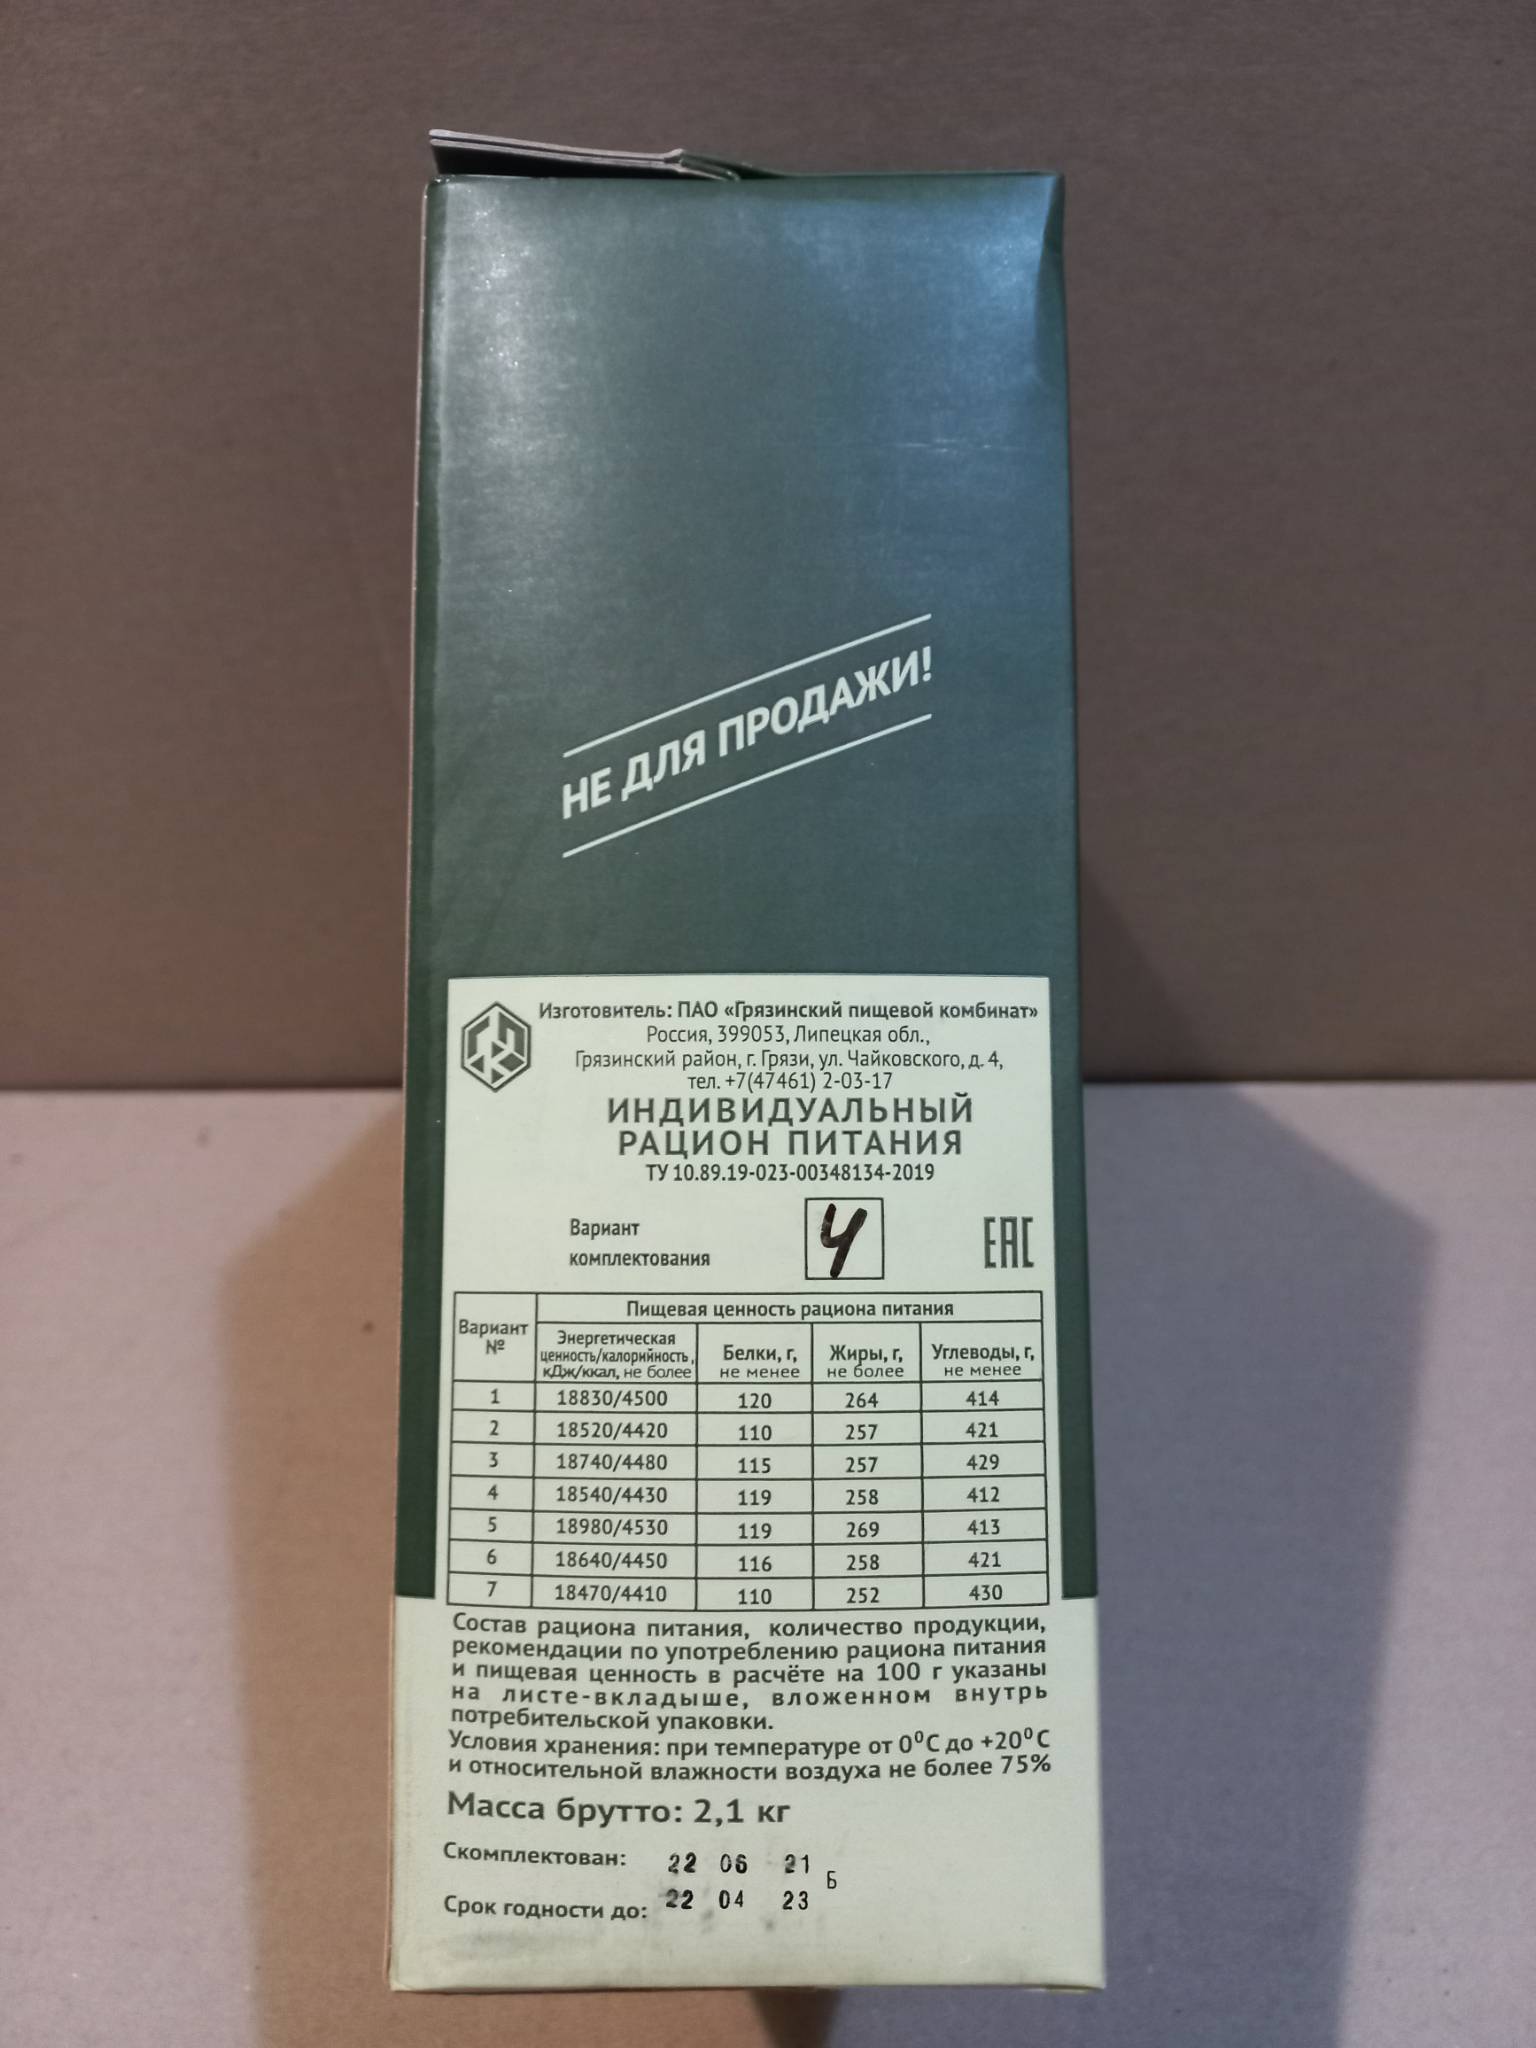 НЕ ДЛЯ ПРОДАЖИ!
Изготовитель: ПАО «Грязинский пищевой комбинат»
Россия, 399053, Липецкая обл.,
Грязинский район, г. Грязи, ул. Чайковского, д. 4,
тел. +7(47461) 2-03-17
ИНДИВИДУАЛЬНЫЙ
РАЦИОН ПИТАНИЯ
ТУ 10.89.19-023-00348134-2019
Вариант
комплектования
4
ЕАС
Вариант №
Пищевая ценность рациона питания
Энергетическая ценность/калорийность, кДж/ккал, не более Белки, г, не менее Жиры, г, не более Углеводы, г, не менее
1 18830/4500 120 264 414
2 18520/4420 110 257 421
3 18740/4480 115 257 429
4 18540/4430 119 258 412
5 18980/4530 119 269 413
6 18640/4450 116 258 421
7 18470/4410 110 252 430
Состав рациона питания, количество продукции,
рекомендации по употреблению рациона питания
и пищевая ценность в расчёте на 100 г указаны
на листе-вкладыше, вложенном внутрь
потребительской упаковки.
Условия хранения: при температуре от 0⁰С до +20⁰С
и относительной влажности воздуха не более 75%
Масса брутто: 2,1 кг
Скомплектован: 22 06 21
Б
Срок годности до: 22 04 23